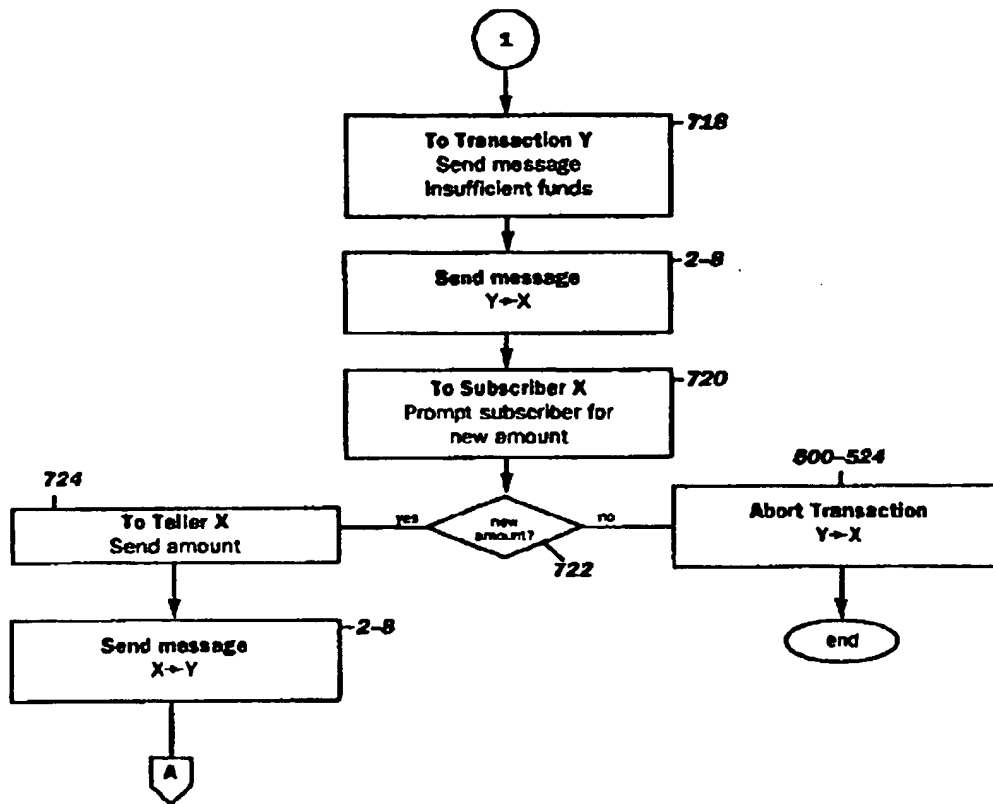 1
718
To Transaction Y
Send message
Insufficient funds
2-8
Send message
Y→X
720
To Subscriber X
Prompt subscriber for
new amount
724
To Teller X
Send amount
yes
new
amount?
no
722
800-524
Abort Transaction
Y→X
end
2-8
Send message
X→Y
A